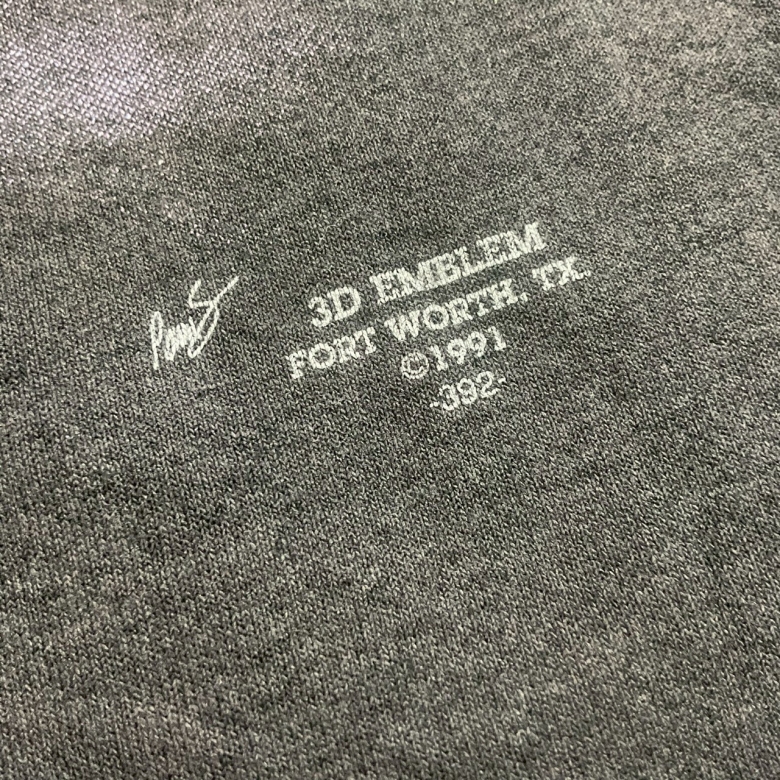 3D EMBLEM
FORT WORTH, TX.
©1991
-392-